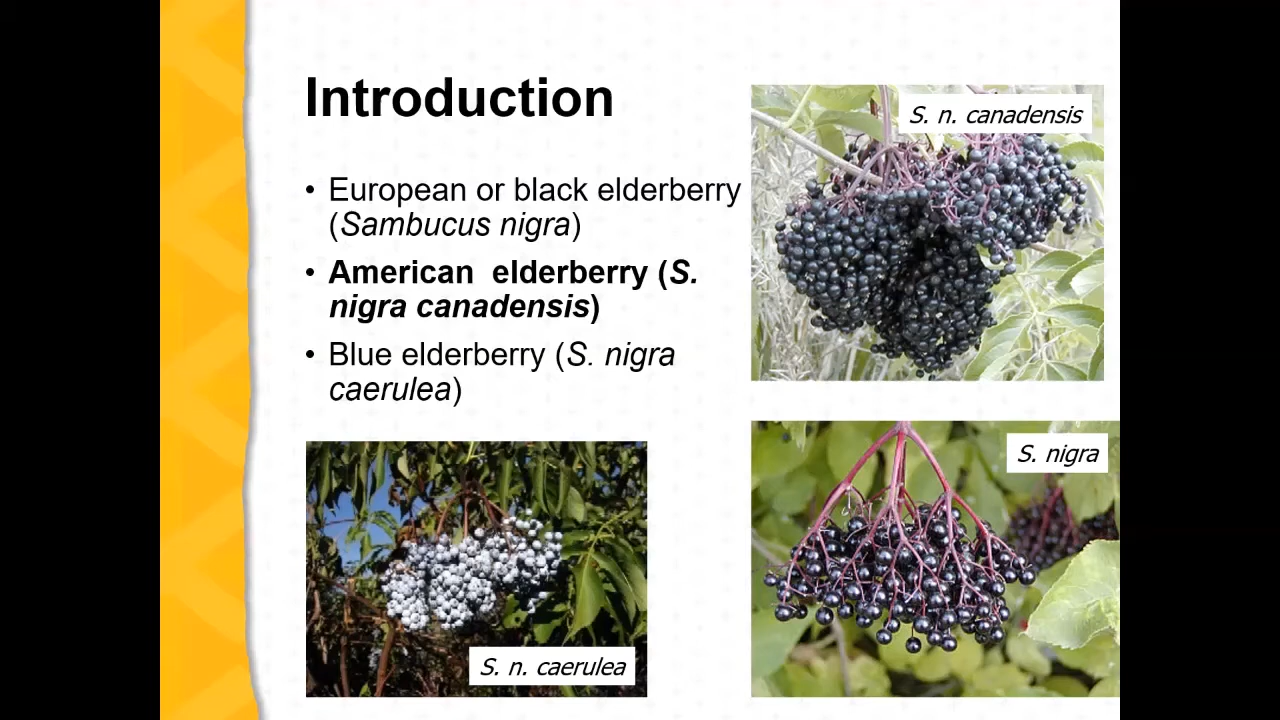 Introduction
• European or black elderberry
(Sambucus nigra)
• American  elderberry (S.
nigra canadensis)
• Blue elderberry (S. nigra
caerulea)
S. n. canadensis
S. nigra
S. n. caerulea